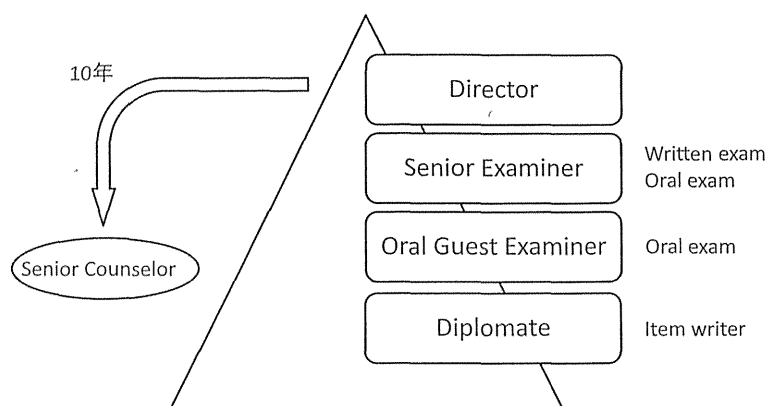 10年
Director
Senior Examiner
Written exam
Oral exam
Oral Guest Examiner
Oral exam
Senior Counselor
Diplomate
Item writer